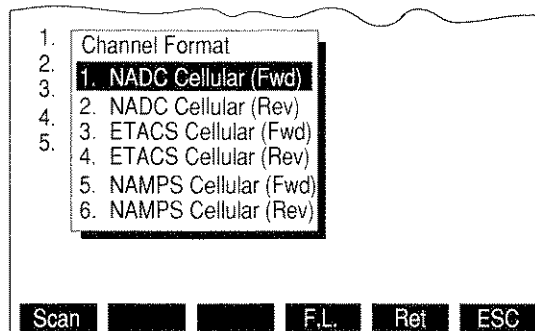 1.
2.
3.
4.
5.
Channel Format
1. NADC Cellular (Fwd)
2. NADC Cellular (Rev)
3. ETACS Cellular (Fwd)
4. ETACS Cellular (Rev)
5. NAMPS Cellular (Fwd)
6. NAMPS Cellular (Rev)
Scan F.L. Ret ESC